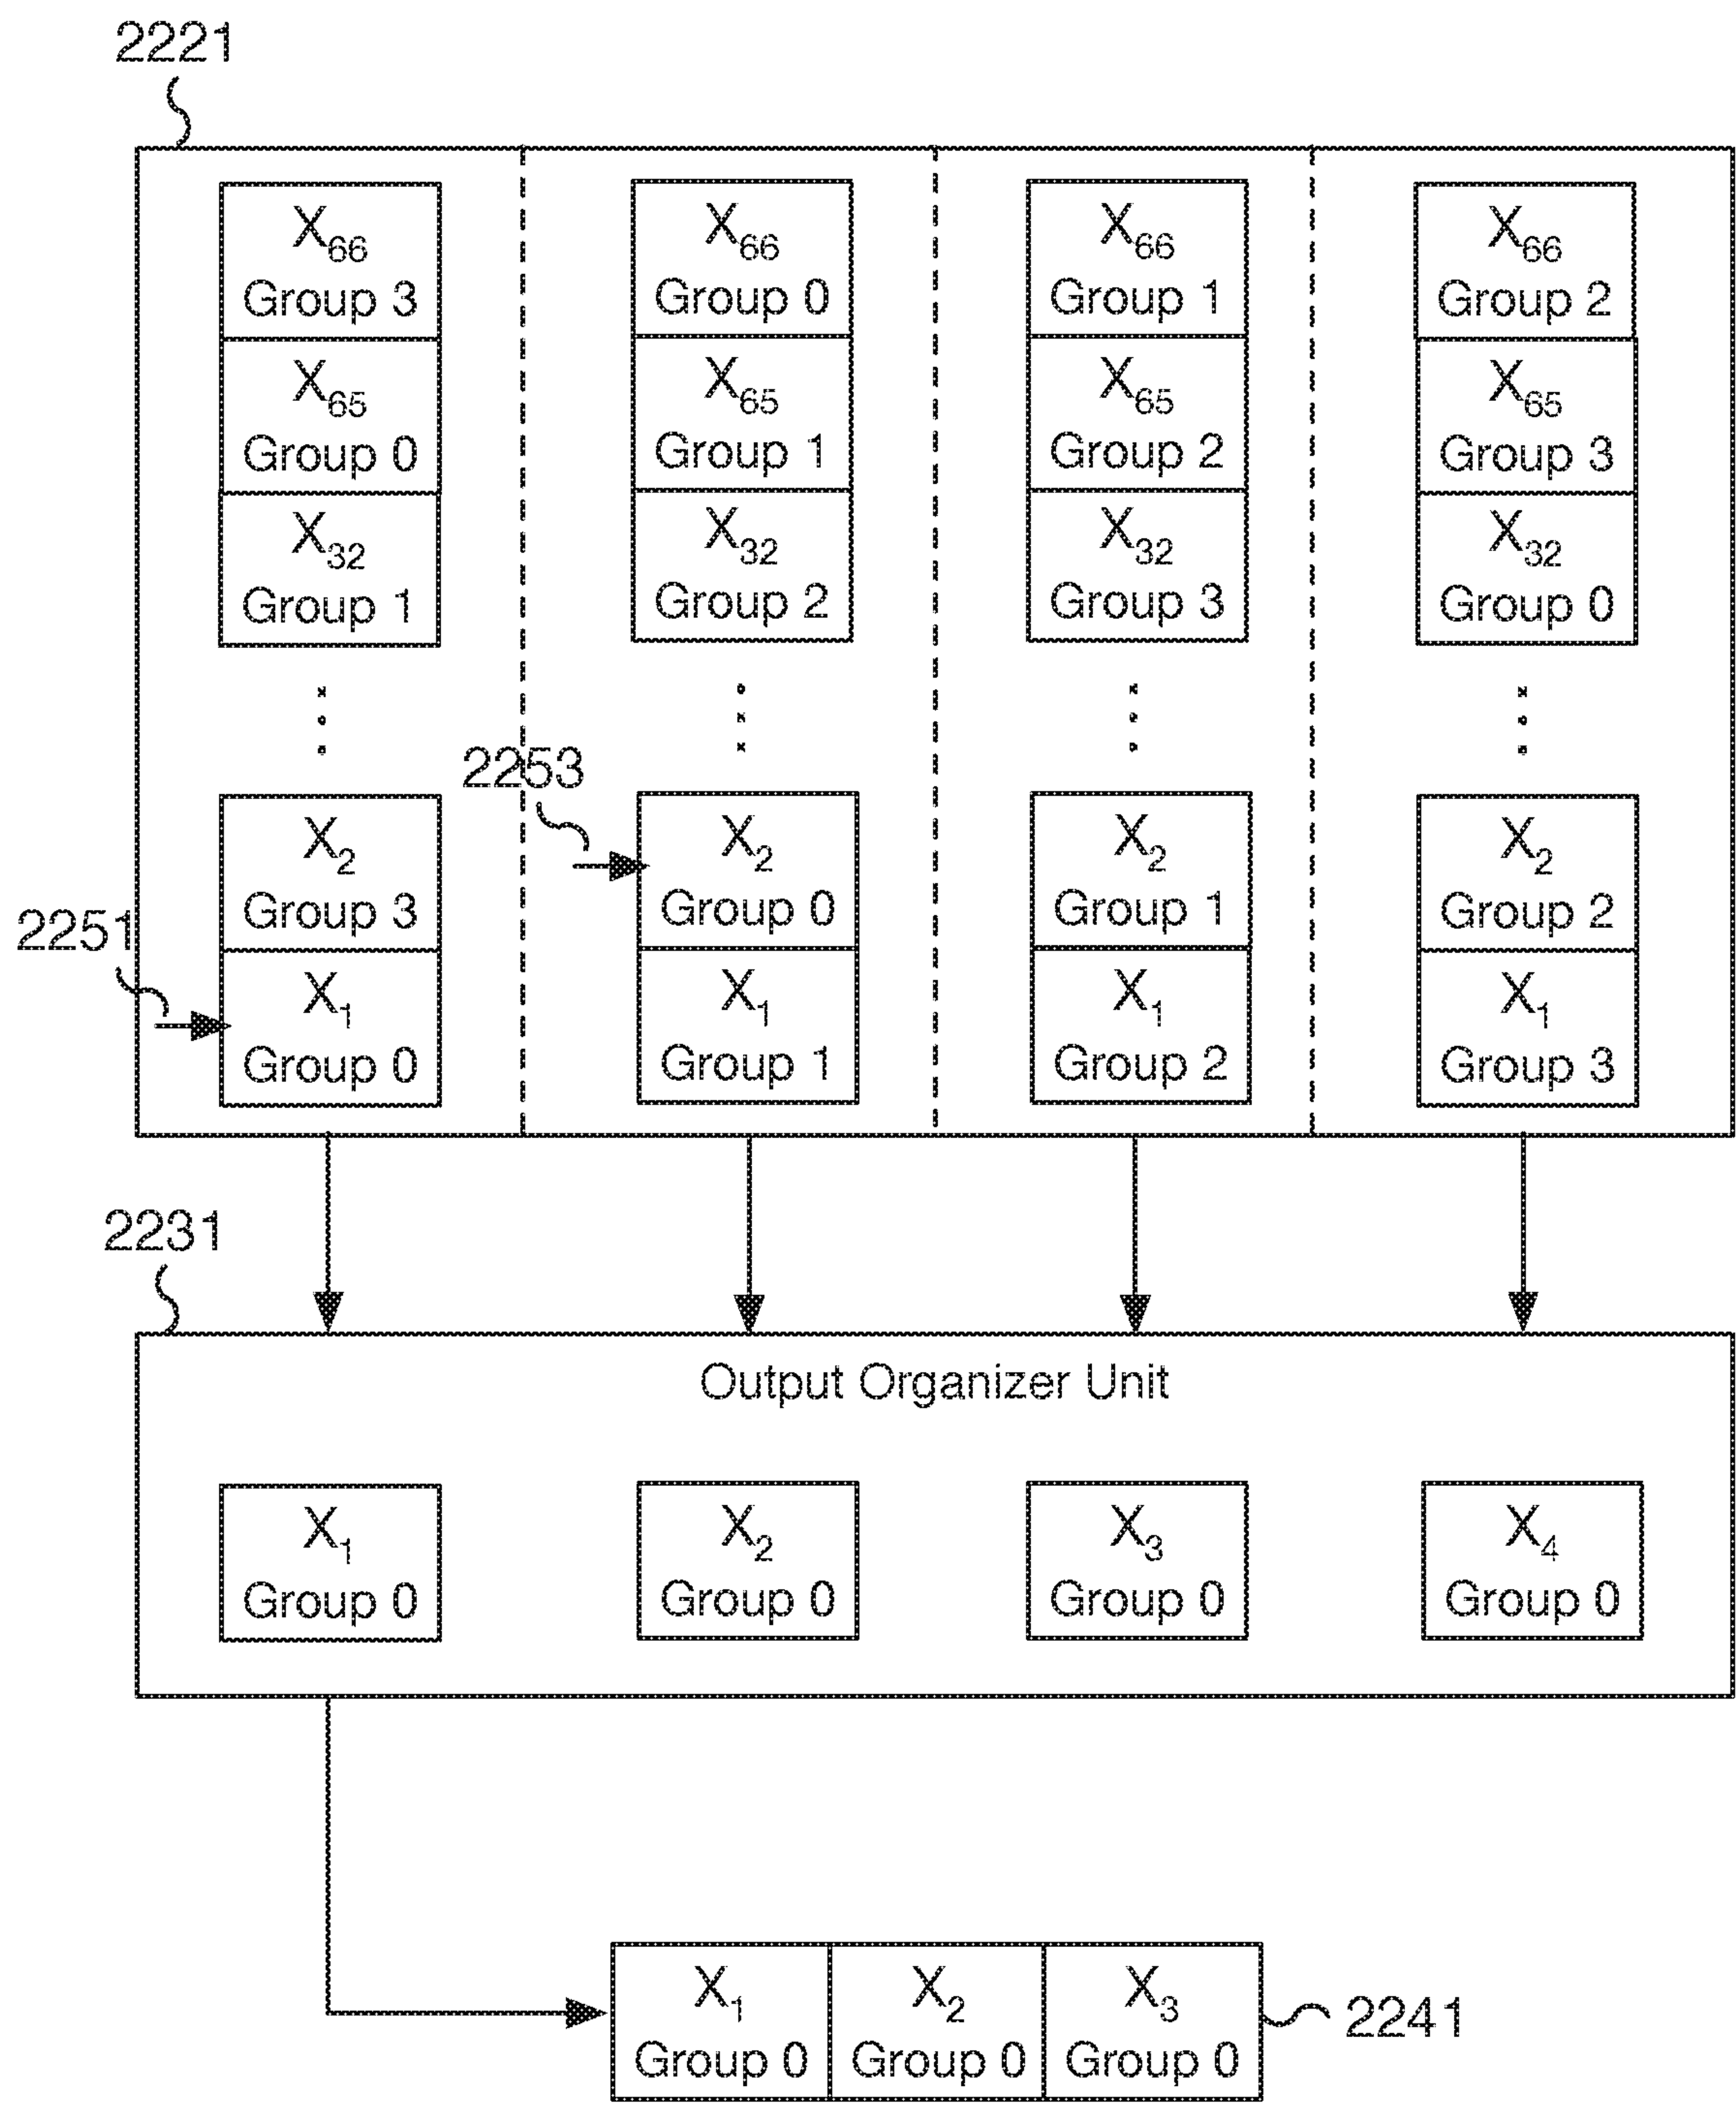 2221
X66 X66 X66 X66
Group 3 Group 0 Group 1 Group 2
X65 X65 X65 X65
Group 0 Group 1 Group 2 Group 3
X32 X32 X32 X32
Group 1 Group 2 Group 3 Group 0
2253
X2 X2 X2 X2
Group 3 Group 0 Group 1 Group 2
2251
X1 X1 X1 X1
Group 0 Group 1 Group 2 Group 3
2231
Output Organizer Unit
X1 X2 X3 X4
Group 0 Group 0 Group 0 Group 0
X1 X2 X3
Group 0 Group 0 Group 0
2241